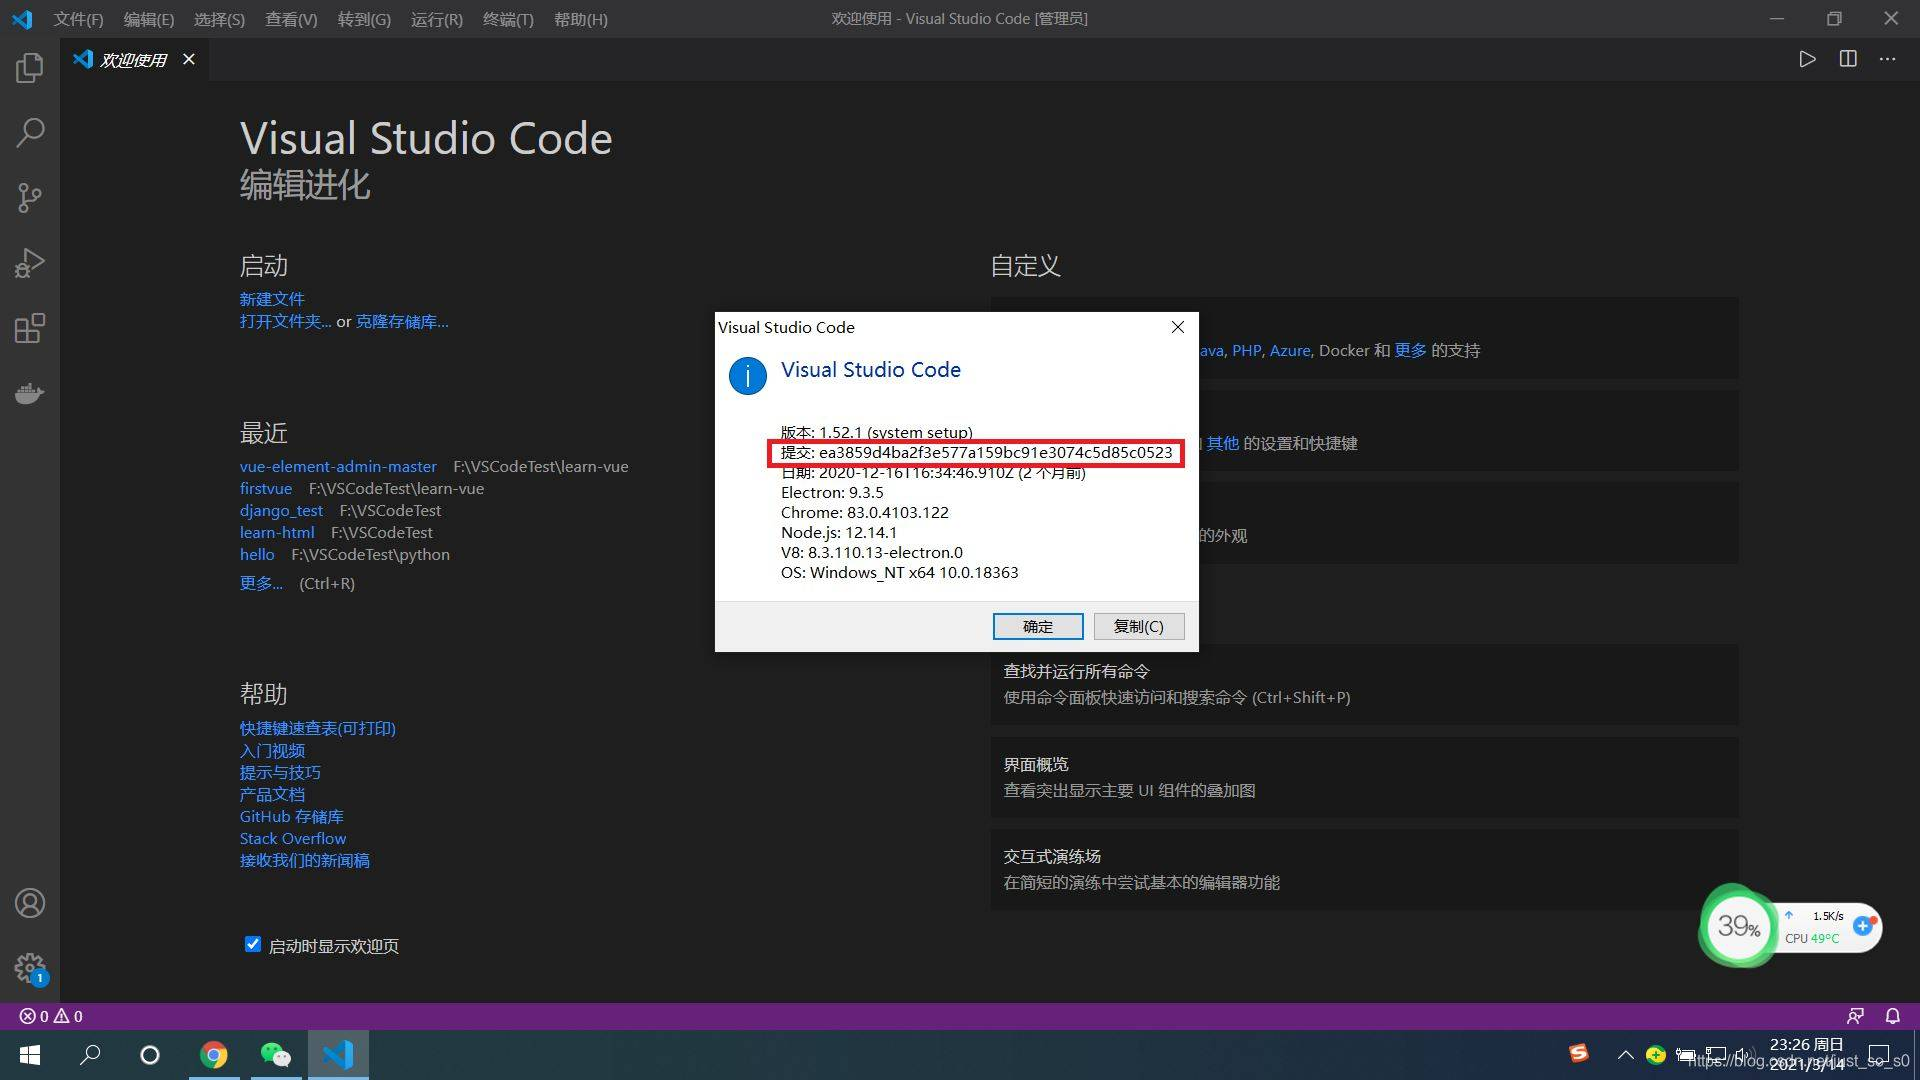 文件(F) 编辑(E) 选择(S) 查看(V) 转到(G) 运行(R) 终端(T) 帮助(H)
欢迎使用 - Visual Studio Code [管理员]
欢迎使用
Visual Studio Code
编辑进化
启动
新建文件
打开文件夹... or 克隆存储库...
最近
vue-element-admin-master F:\VSCodeTest\learn-vue
firstvue F:\VSCodeTest\learn-vue
django_test F:\VSCodeTest
learn-html F:\VSCodeTest
hello F:\VSCodeTest\python
更多... (Ctrl+R)
帮助
快捷键速查表(可打印)
入门视频
提示与技巧
产品文档
GitHub 存储库
Stack Overflow
接收我们的新闻稿
启动时显示欢迎页
自定义
ava, PHP, Azure, Docker 和 更多 的支持
其他 的设置和快捷键
的外观
查找并运行所有命令
使用命令面板快速访问和搜索命令 (Ctrl+Shift+P)
界面概览
查看突出显示主要 UI 组件的叠加图
交互式演练场
在简短的演练中尝试基本的编辑器功能
Visual Studio Code
Visual Studio Code
版本: 1.52.1 (system setup)
提交: ea3859d4ba2f3e577a159bc91e3074c5d85c0523
日期: 2020-12-16T16:34:46.910Z (2 个月前)
Electron: 9.3.5
Chrome: 83.0.4103.122
Node.js: 12.14.1
V8: 8.3.110.13-electron.0
OS: Windows_NT x64 10.0.18363
确定 复制(C)
39%
1.5K/s
CPU 49°C
1
0 0
23:26 周日
2021/3/14
https://blog.csdn.net/just_so_s0